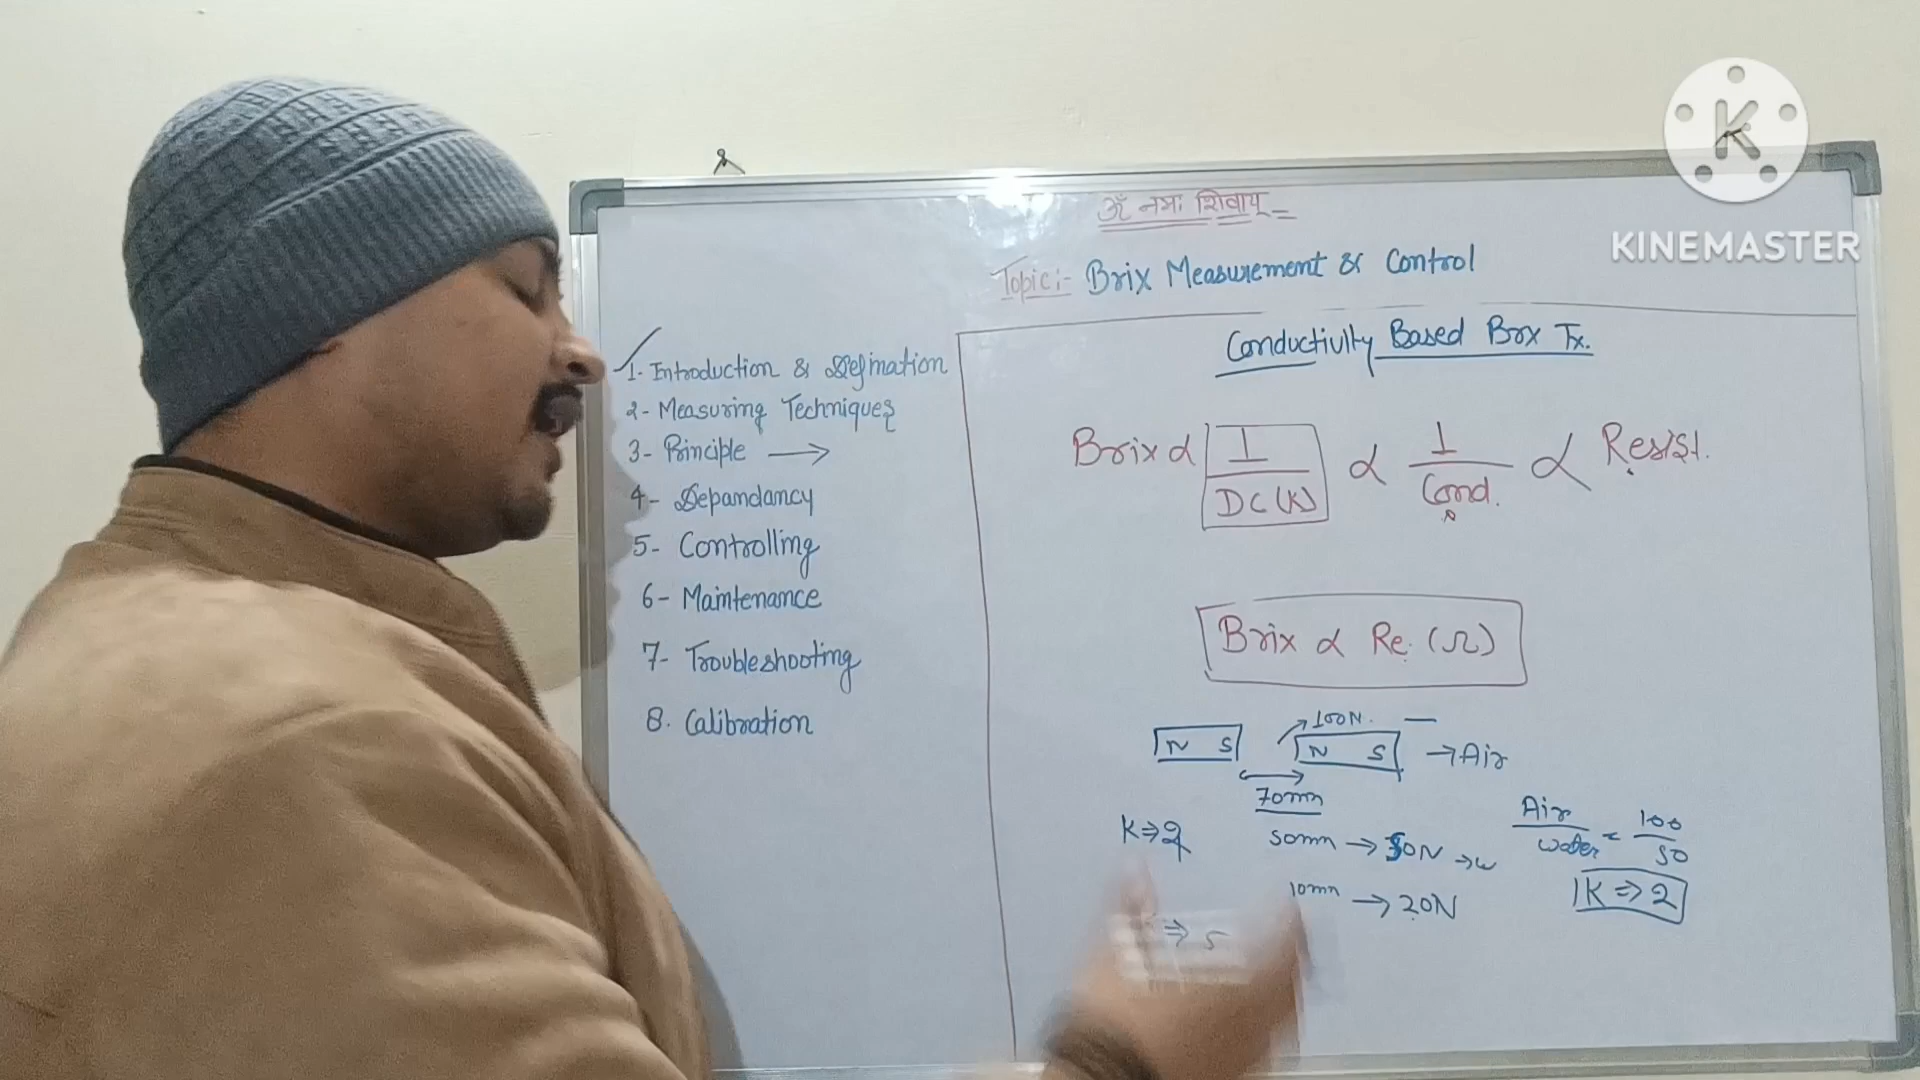 ॐ नमः शिवाय
KINEMASTER
Topic:- Brix Measurement & Control
1- Introduction & Defination
2- Measuring Techniques
3- Principle →
4- Depandancy
5- Controlling
6- Maintenance
7- Troubleshooting
8. Calibration
Conductivity Based Brix Tx.
Brix ∝ 1/DC(K) ∝ 1/Cond. ∝ Resist.
Brix ∝ Re. (Ω)
N S ↗100N. —
N S → Air
70mm
K⇒2
50mm → 50N → w
Air/water = 100/50
10mm → 20N
K ⇒ 2
⇒ 5